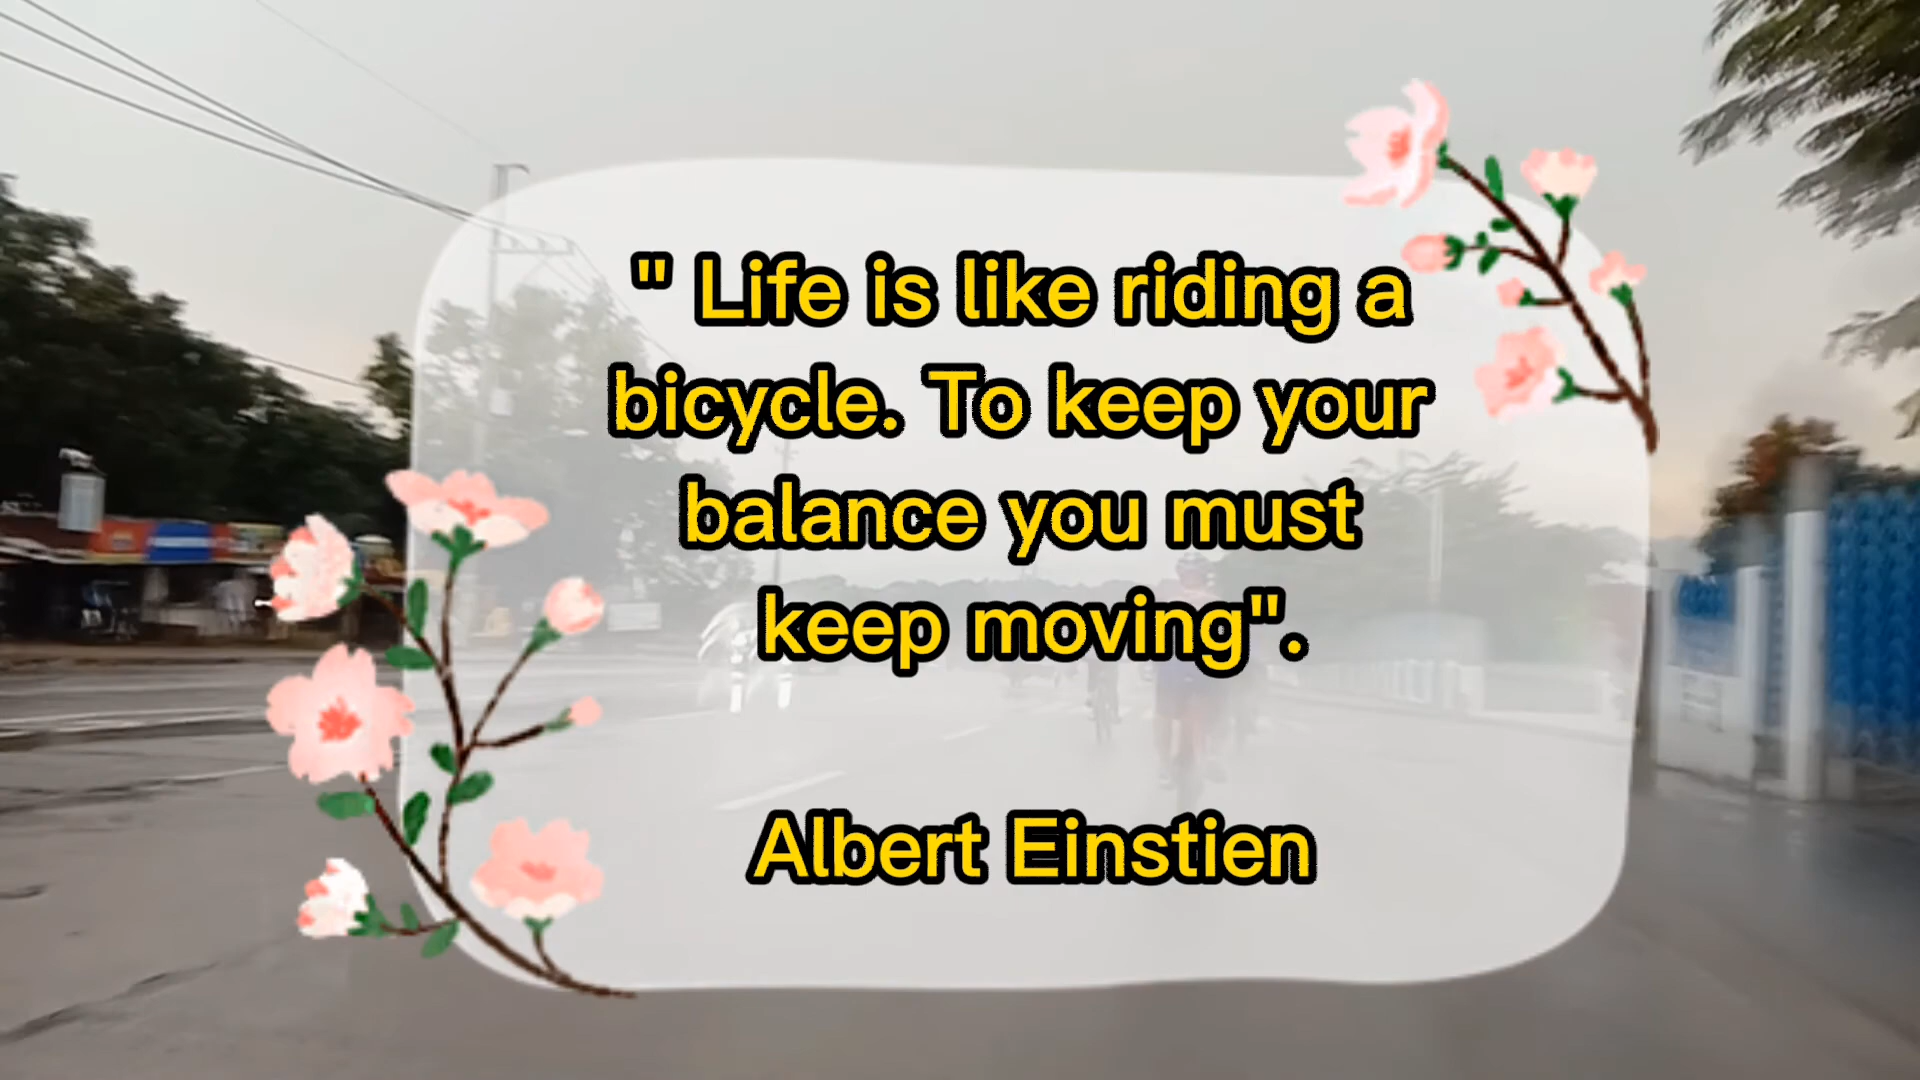 " Life is like riding a
bicycle. To keep your
balance you must
keep moving".
Albert Einstien